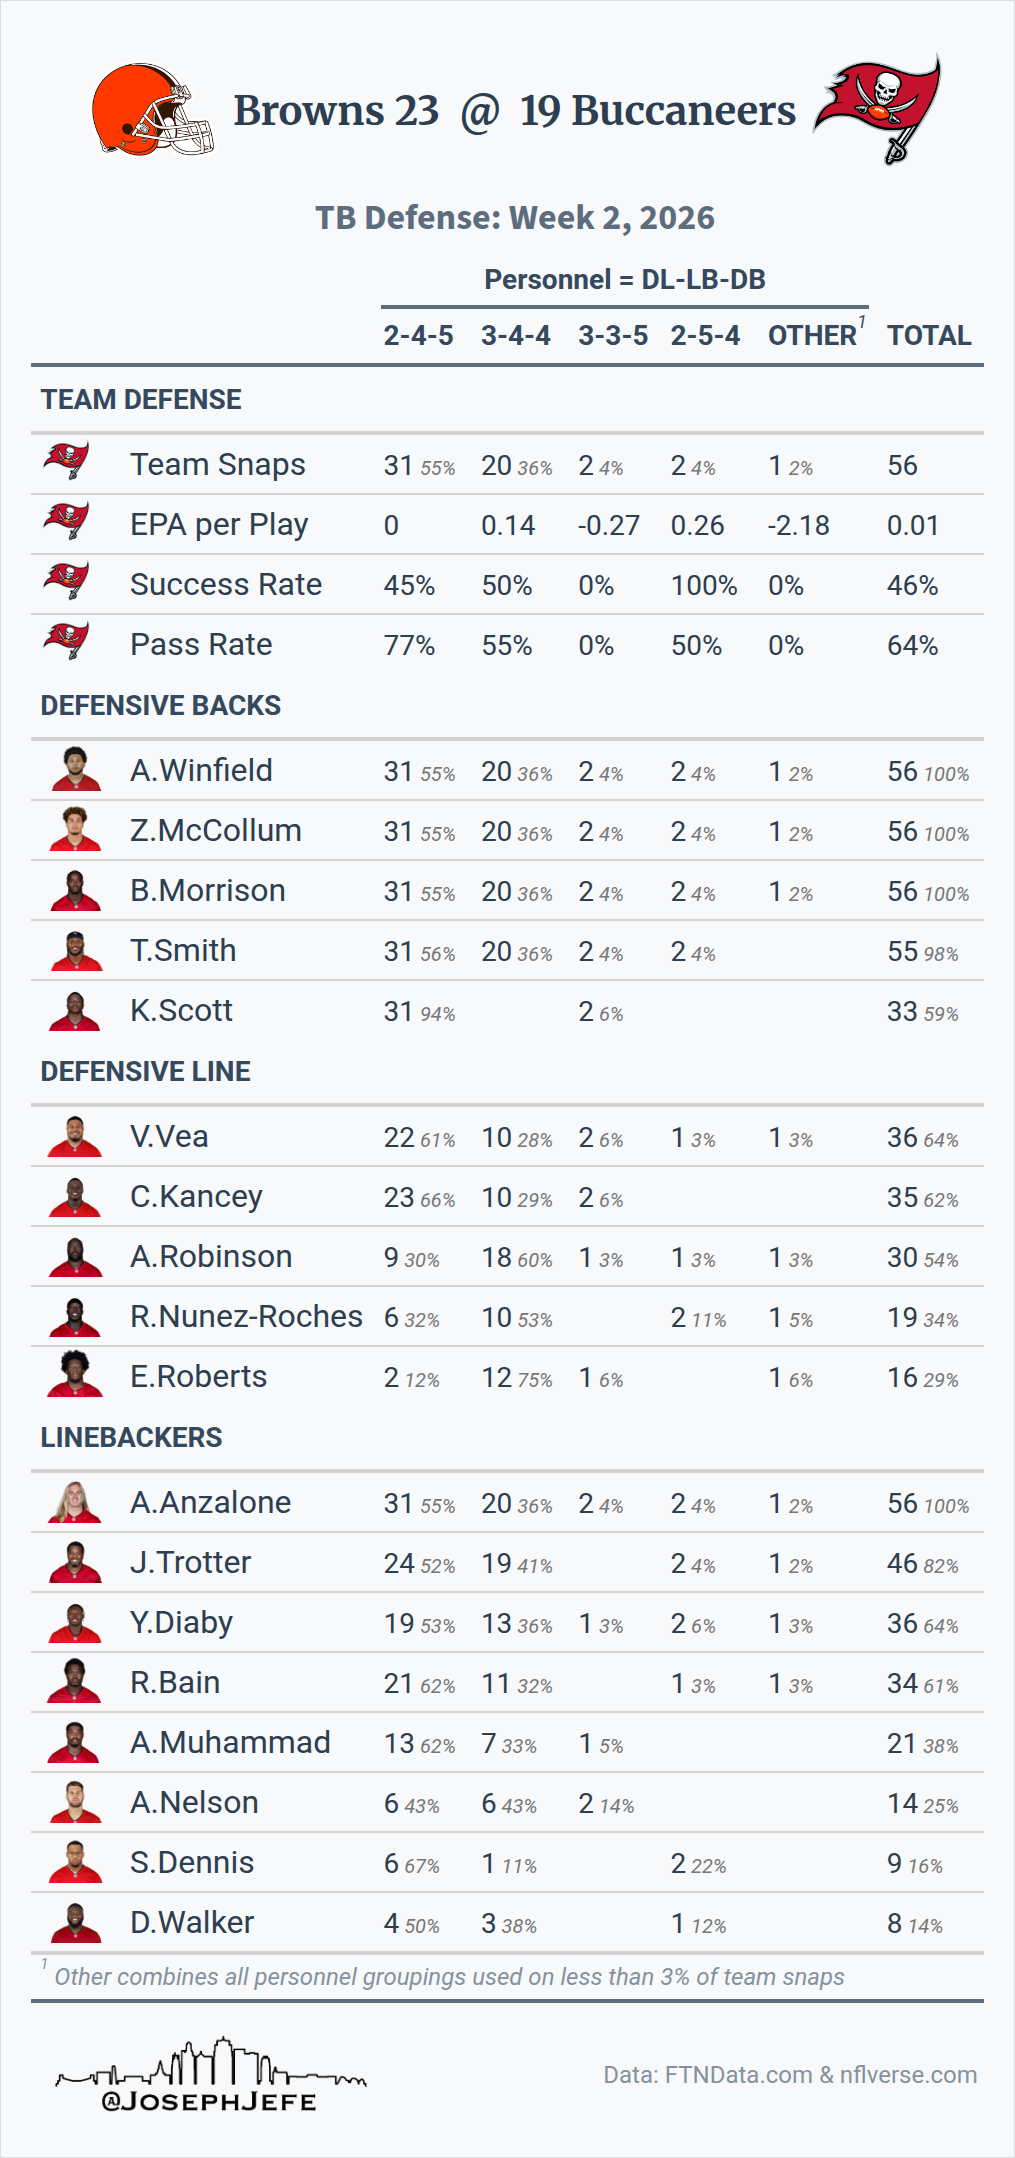 Browns 23 @ 19 Buccaneers
TB Defense: Week 2, 2026
Personnel = DL-LB-DB
2-4-5 3-4-4 3-3-5 2-5-4 OTHER1 TOTAL
TEAM DEFENSE
Team Snaps 31 55% 20 36% 2 4% 2 4% 1 2% 56
EPA per Play 0 0.14 -0.27 0.26 -2.18 0.01
Success Rate 45% 50% 0% 100% 0% 46%
Pass Rate 77% 55% 0% 50% 0% 64%
DEFENSIVE BACKS
A.Winfield 31 55% 20 36% 2 4% 2 4% 1 2% 56 100%
Z.McCollum 31 55% 20 36% 2 4% 2 4% 1 2% 56 100%
B.Morrison 31 55% 20 36% 2 4% 2 4% 1 2% 56 100%
T.Smith 31 56% 20 36% 2 4% 2 4% 55 98%
K.Scott 31 94% 2 6% 33 59%
DEFENSIVE LINE
V.Vea 22 61% 10 28% 2 6% 1 3% 1 3% 36 64%
C.Kancey 23 66% 10 29% 2 6% 35 62%
A.Robinson 9 30% 18 60% 1 3% 1 3% 1 3% 30 54%
R.Nunez-Roches 6 32% 10 53% 2 11% 1 5% 19 34%
E.Roberts 2 12% 12 75% 1 6% 1 6% 16 29%
LINEBACKERS
A.Anzalone 31 55% 20 36% 2 4% 2 4% 1 2% 56 100%
J.Trotter 24 52% 19 41% 2 4% 1 2% 46 82%
Y.Diaby 19 53% 13 36% 1 3% 2 6% 1 3% 36 64%
R.Bain 21 62% 11 32% 1 3% 1 3% 34 61%
A.Muhammad 13 62% 7 33% 1 5% 21 38%
A.Nelson 6 43% 6 43% 2 14% 14 25%
S.Dennis 6 67% 1 11% 2 22% 9 16%
D.Walker 4 50% 3 38% 1 12% 8 14%
1 Other combines all personnel groupings used on less than 3% of team snaps
@JOSEPHJEFE
Data: FTNData.com & nflverse.com